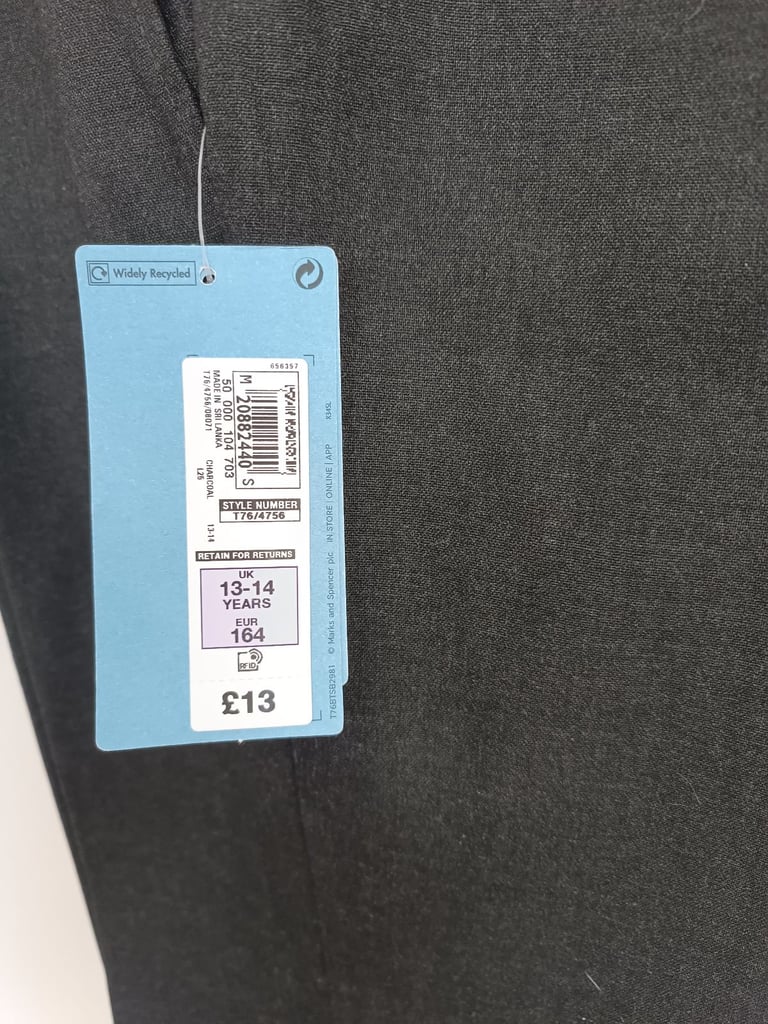 Widely Recycled
656357
M 20882440 S
50 000 104 703
MADE IN SRI LANKA
T76/4756/08071
CHARCOAL
L26
13-14
STYLE NUMBER
T76/4756
RETAIN FOR RETURNS
UK
13-14
YEARS
EUR
164
RFID
£13
T76BTSB2981 © Marks and Spencer plc IN STORE | ONLINE | APP